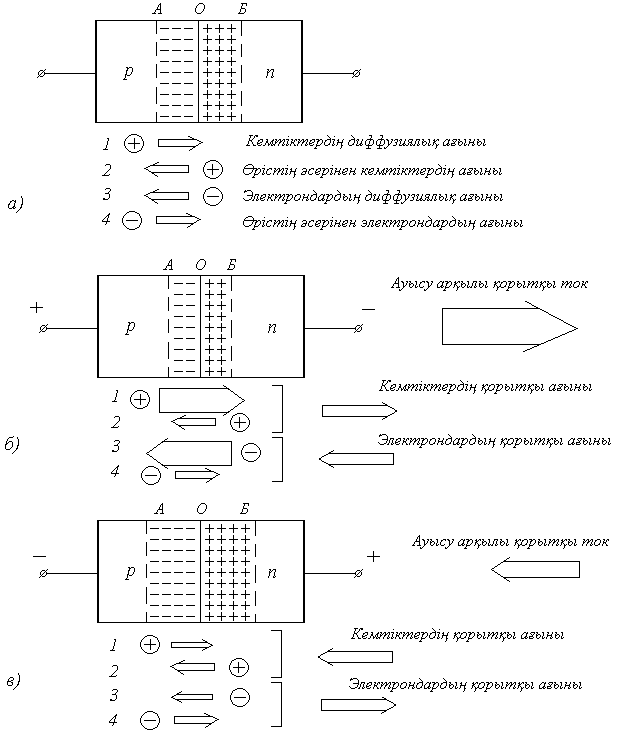 А О Б
р п
1 + Кемтіктердің диффузиялық ағыны
2 + Өрістің әсерінен кемтіктердің ағыны
3 − Электрондардың диффузиялық ағыны
а)
4 − Өрістің әсерінен электрондардың ағыны
А О Б
Ауысу арқылы қорытқы ток
+ −
р п
1 + Кемтіктердің қорытқы ағыны
2 +
3 − Электрондардың қорытқы ағыны
б)
4 −
А О Б
Ауысу арқылы қорытқы ток
− +
р п
1 + Кемтіктердің қорытқы ағыны
2 +
3 − Электрондардың қорытқы ағыны
в)
4 −